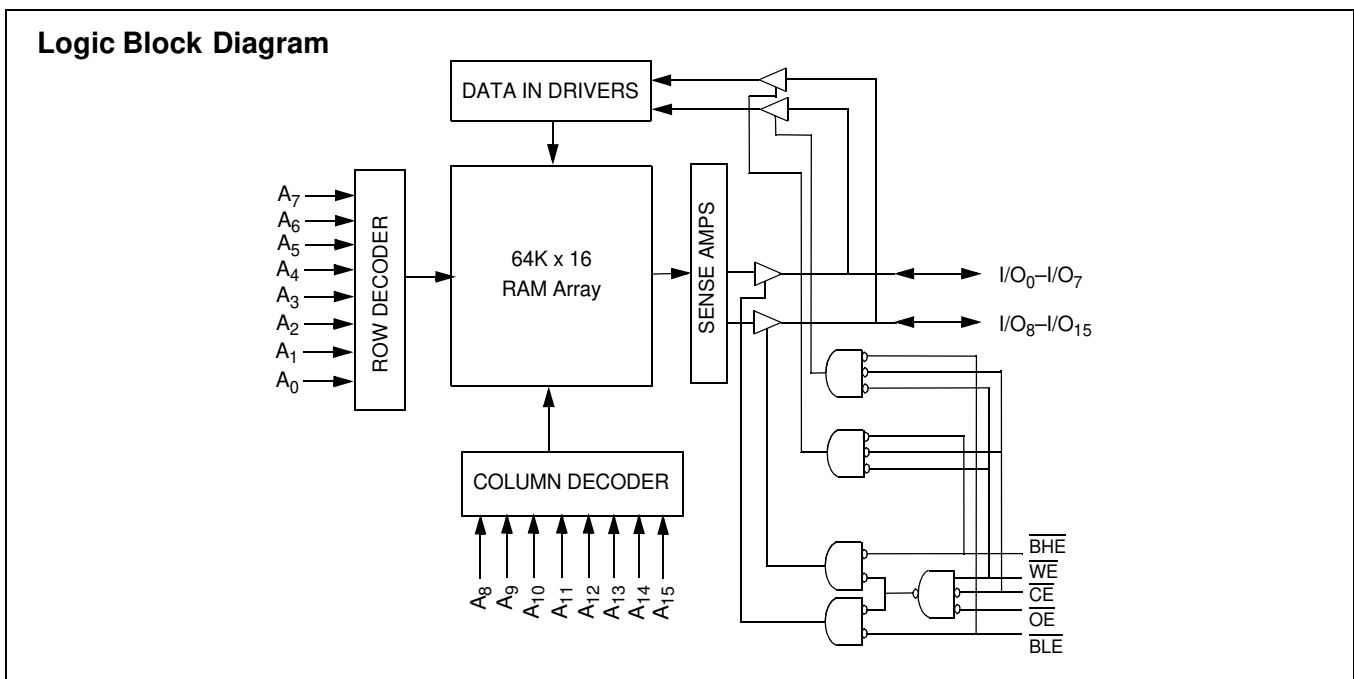 Logic Block Diagram
DATA IN DRIVERS
A7
A6
A5
A4
A3
A2
A1
A0
ROW DECODER
64K x 16
RAM Array
SENSE AMPS
I/O0–I/O7
I/O8–I/O15
COLUMN DECODER
A8
A9
A10
A11
A12
A13
A14
A15
BHE
WE
CE
OE
BLE